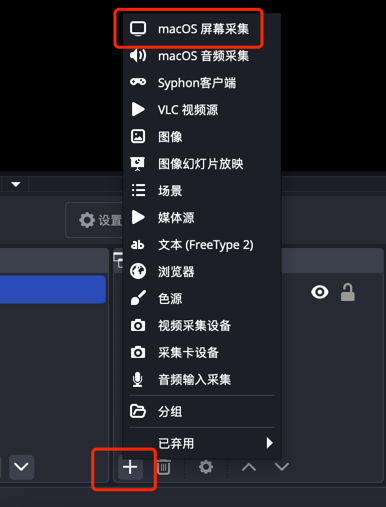 macOS 屏幕采集
macOS 音频采集
Syphon客户端
VLC 视频源
图像
图像幻灯片放映
场景
设置
媒体源
文本 (FreeType 2)
浏览器
色源
视频采集设备
采集卡设备
音频输入采集
分组
已弃用